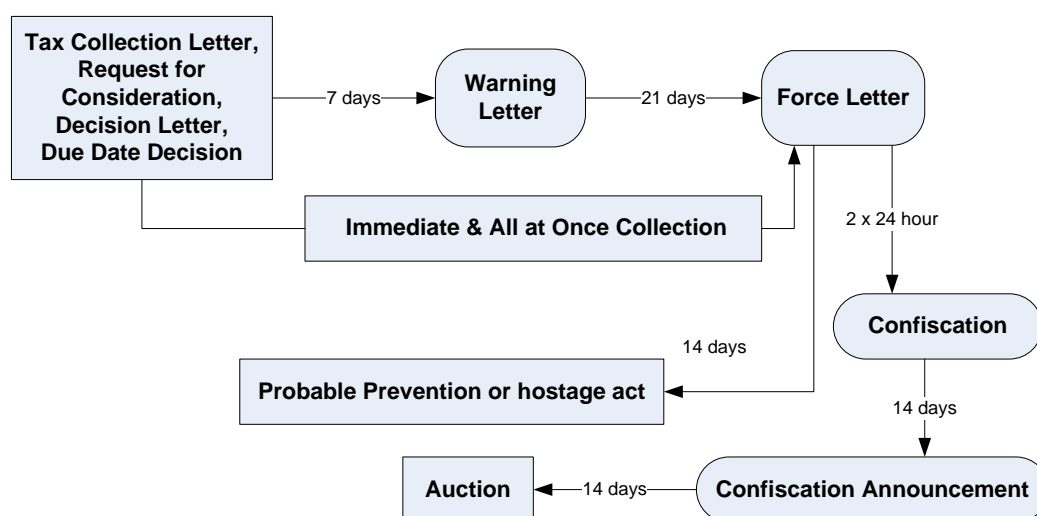 Tax Collection Letter,
Request for
Consideration,
Decision Letter,
Due Date Decision
7 days
Warning
Letter
21 days
Force Letter
Immediate & All at Once Collection
2 x 24 hour
Confiscation
14 days
Probable Prevention or hostage act
14 days
Confiscation Announcement
14 days
Auction